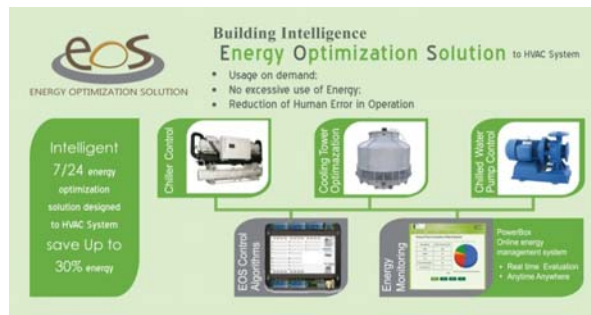 eos
ENERGY OPTIMIZATION SOLUTION
Building Intelligence
Energy Optimization Solution to HVAC System
• Usage on demand;
• No excessive use of Energy;
• Reduction of Human Error in Operation
Intelligent
7/24 energy
optimization
solution designed
to HVAC System
save Up to
30% energy
Chiller Control
Cooling Tower
Optimazation
Chilled Water
Pump Control
EOS Control
Algorithms
Energy
Monitoring
PowerBox
Online energy
management system
• Real time Evaluation
• Anytime Anywhere